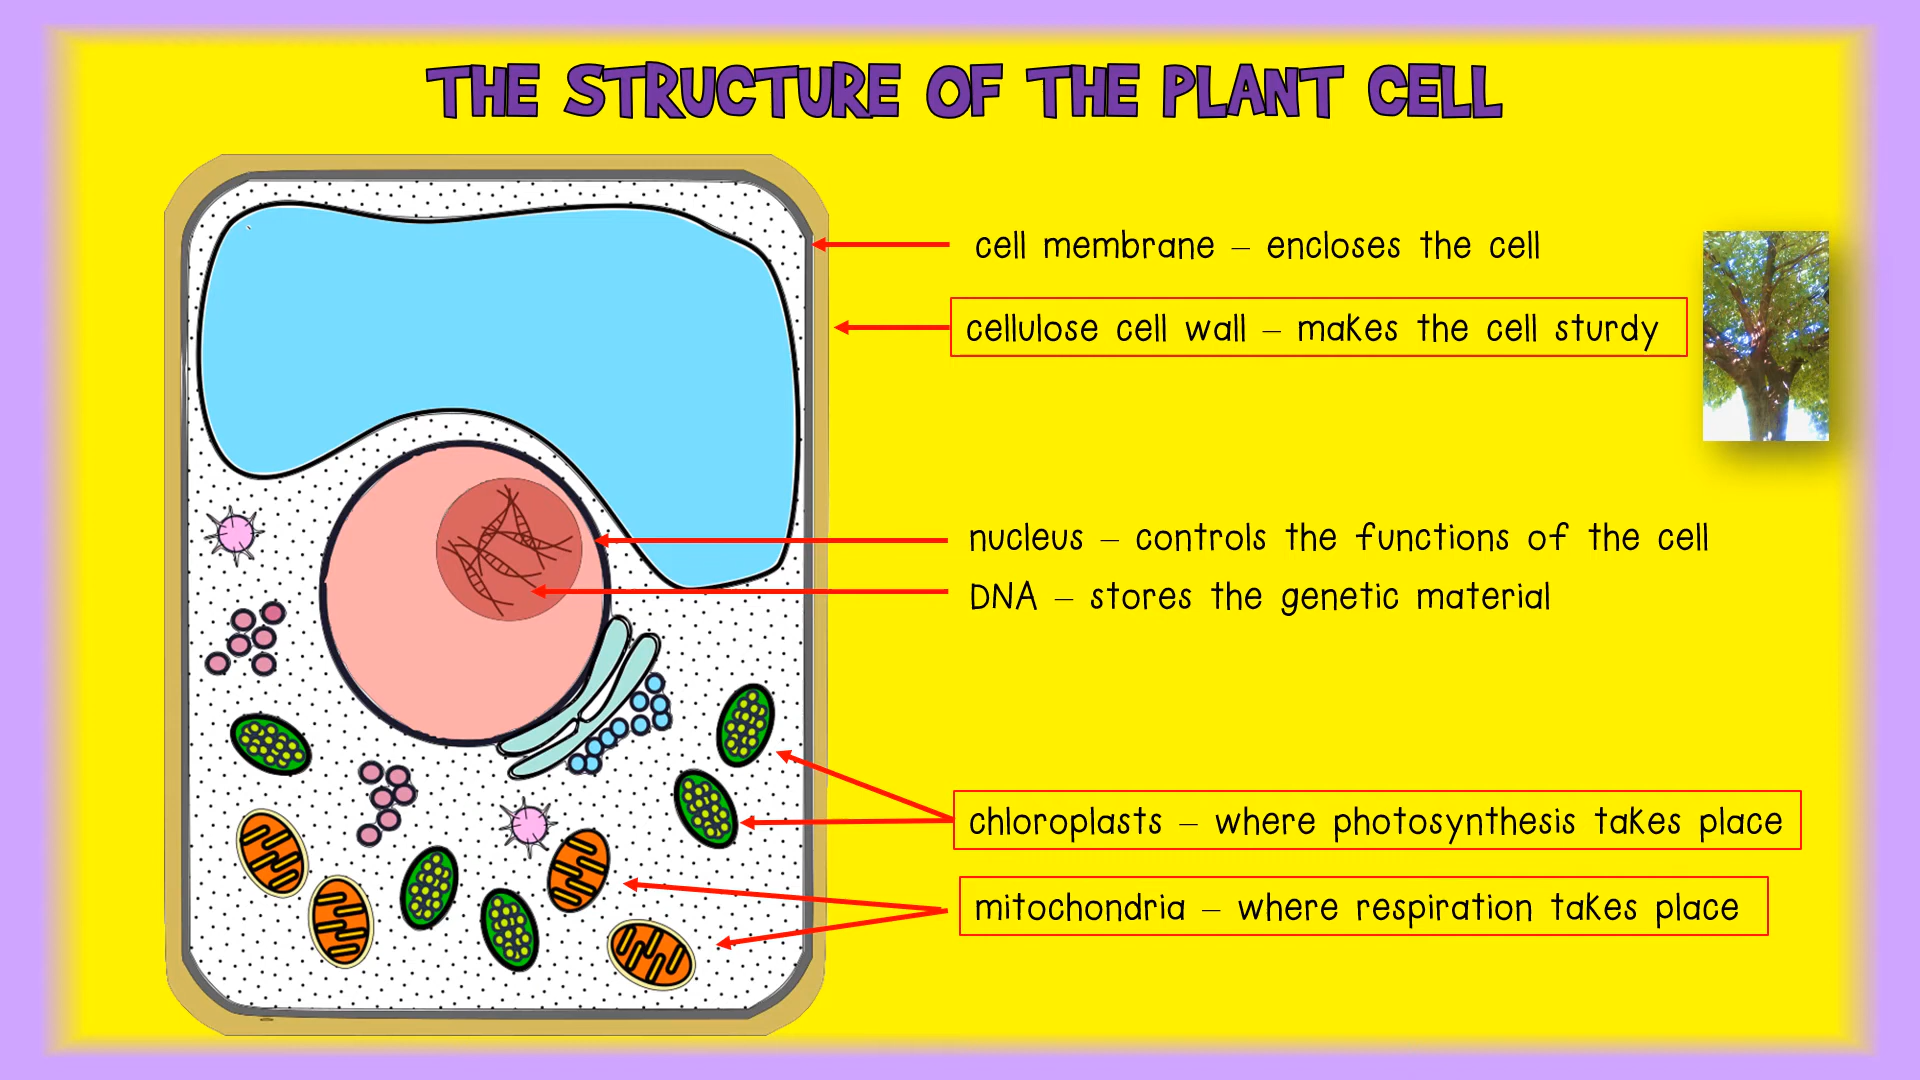 THE STRUCTURE OF THE PLANT CELL
cell membrane – encloses the cell
cellulose cell wall – makes the cell sturdy
nucleus – controls the functions of the cell
DNA – stores the genetic material
chloroplasts – where photosynthesis takes place
mitochondria – where respiration takes place